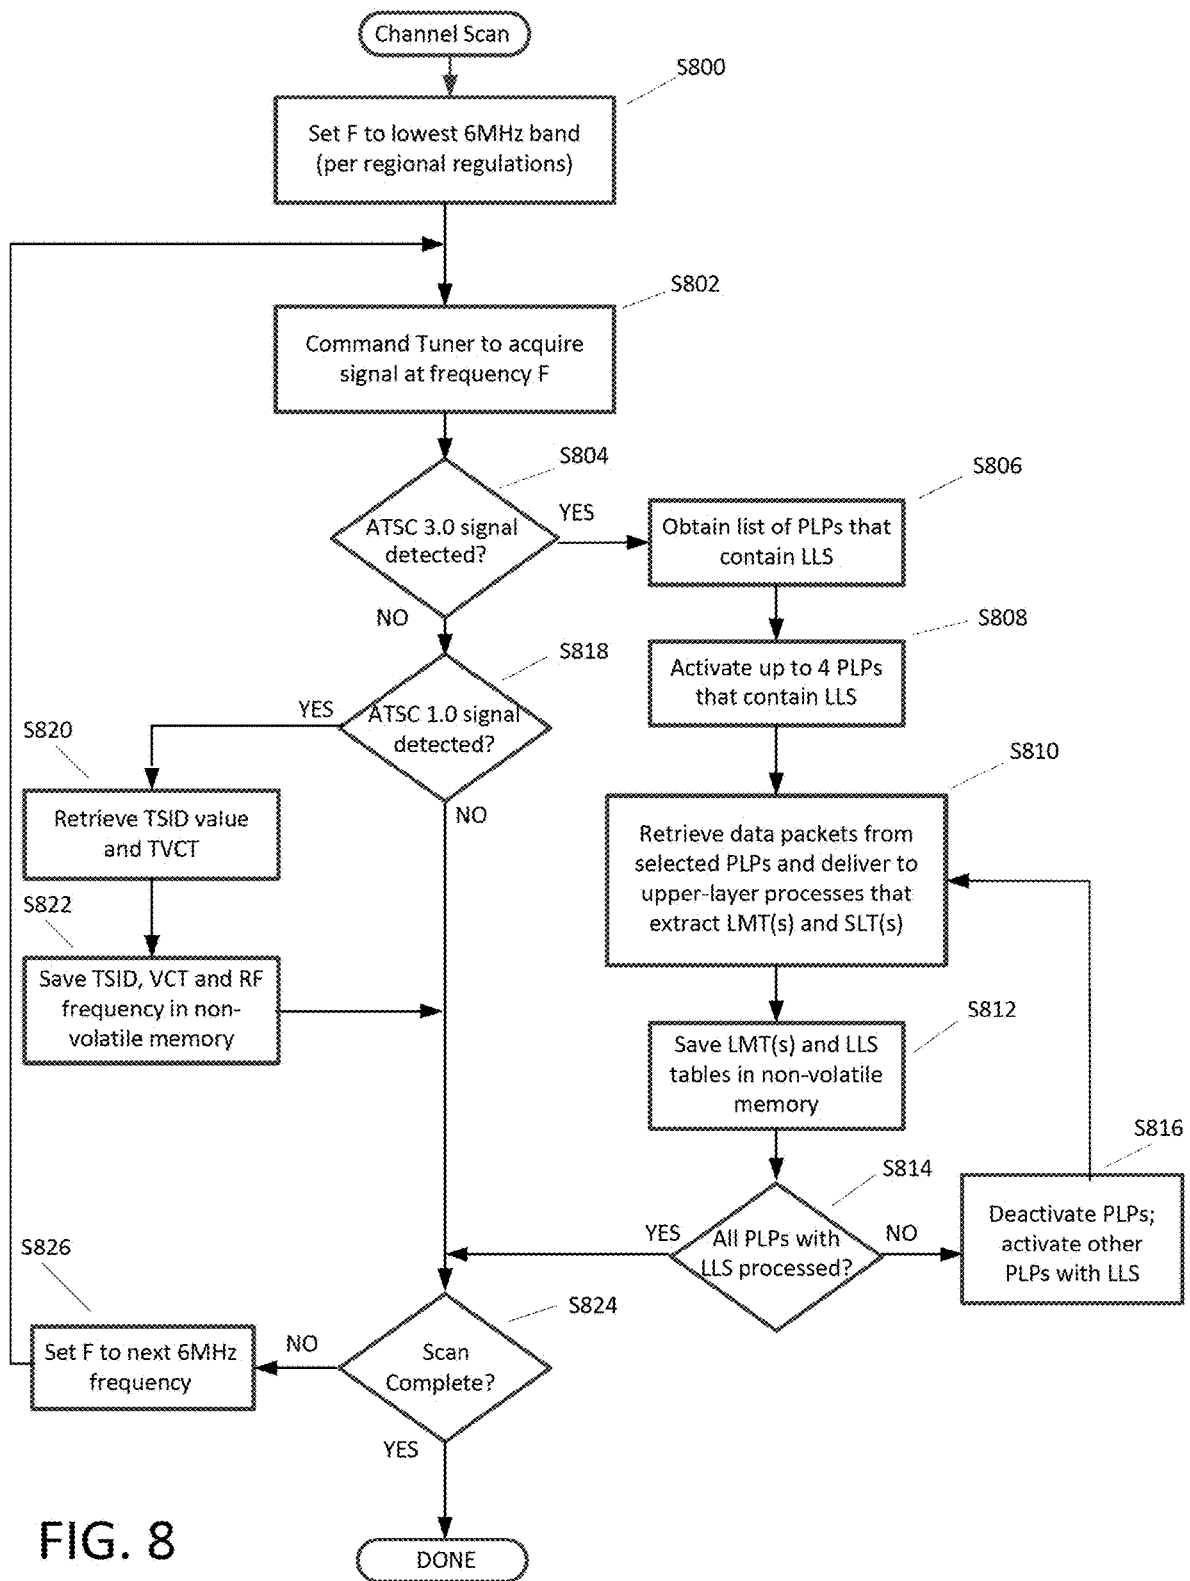 Channel Scan
S800
Set F to lowest 6MHz band
(per regional regulations)
S802
Command Tuner to acquire
signal at frequency F
S804
ATSC 3.0 signal
detected?
YES
NO
S806
Obtain list of PLPs that
contain LLS
S808
Activate up to 4 PLPs
that contain LLS
S818
ATSC 1.0 signal
detected?
YES
NO
S820
Retrieve TSID value
and TVCT
S822
Save TSID, VCT and RF
frequency in non-
volatile memory
S810
Retrieve data packets from
selected PLPs and deliver to
upper-layer processes that
extract LMT(s) and SLT(s)
S812
Save LMT(s) and LLS
tables in non-volatile
memory
S814
All PLPs with
LLS processed?
YES
NO
S816
Deactivate PLPs;
activate other
PLPs with LLS
S824
Scan
Complete?
NO
YES
S826
Set F to next 6MHz
frequency
DONE
FIG. 8